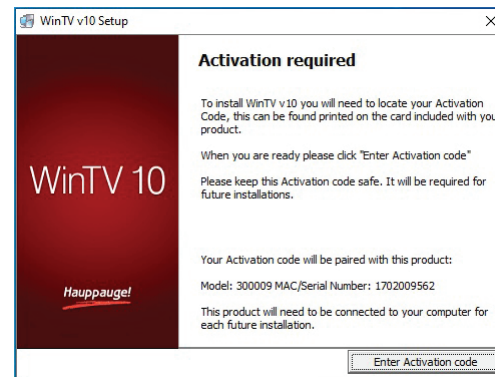 WinTV v10 Setup
Activation required
To install WinTV v10 you will need to locate your Activation
Code, this can be found printed on the card included with you
product.
When you are ready please click "Enter Activation code"
Please keep this Activation code safe. It will be required for
future installations.
WinTV 10
Your Activation code will be paired with this product:
Model: 300009 MAC/Serial Number: 1702009562
Hauppauge!
This product will need to be connected to your computer for
each future installation.
Enter Activation code